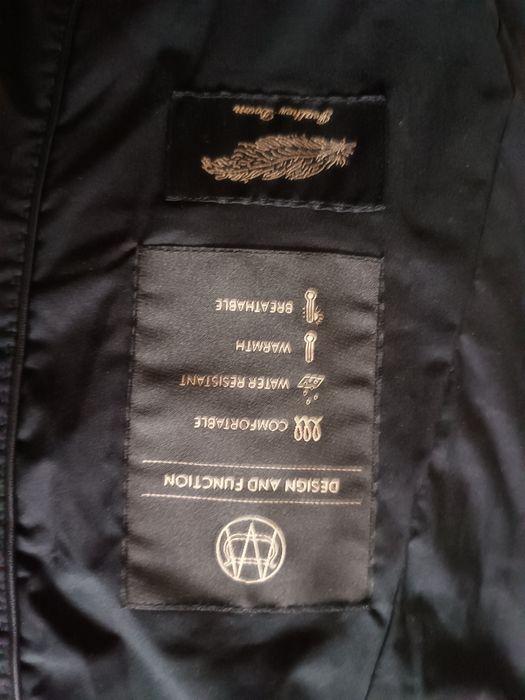 DESIGN AND FUNCTION
COMFORTABLE
WATER RESISTANT
WARMTH
BREATHABLE
Feather Down